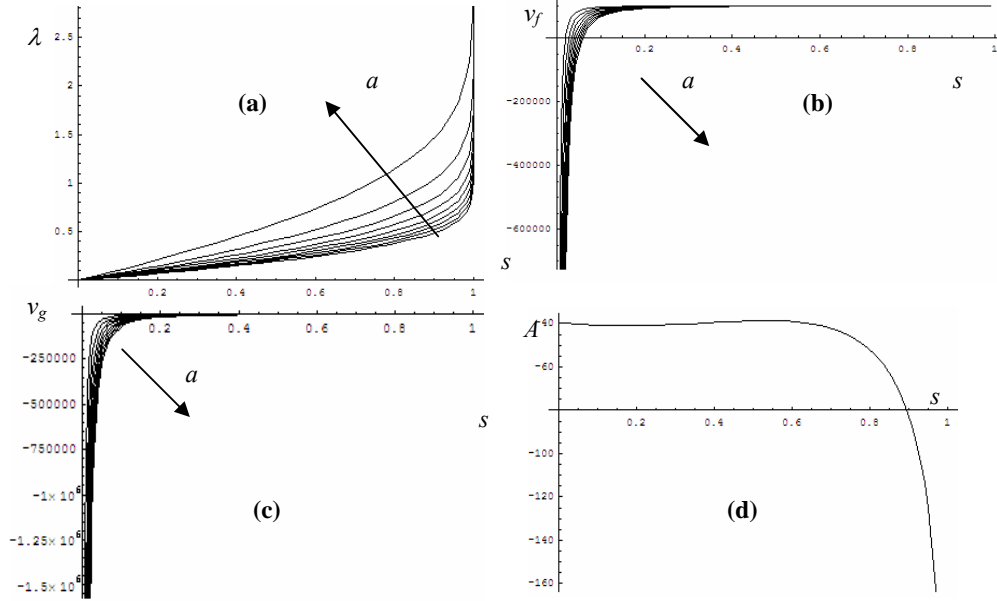 λ
2.5
2
1.5
1
0.5
0.2
0.4
0.6
0.8
1
a
(a)
s
v_f
0.2
0.4
0.6
0.8
1
-200000
-400000
-600000
a
(b)
s
v_g
0.2
0.4
0.6
0.8
1
-250000
-500000
-750000
-1× 10^6
-1.25× 10^6
-1.5× 10^6
a
(c)
s
A
-40
-60
-100
-120
-140
-160
0.2
0.4
0.6
0.8
1
s
(d)